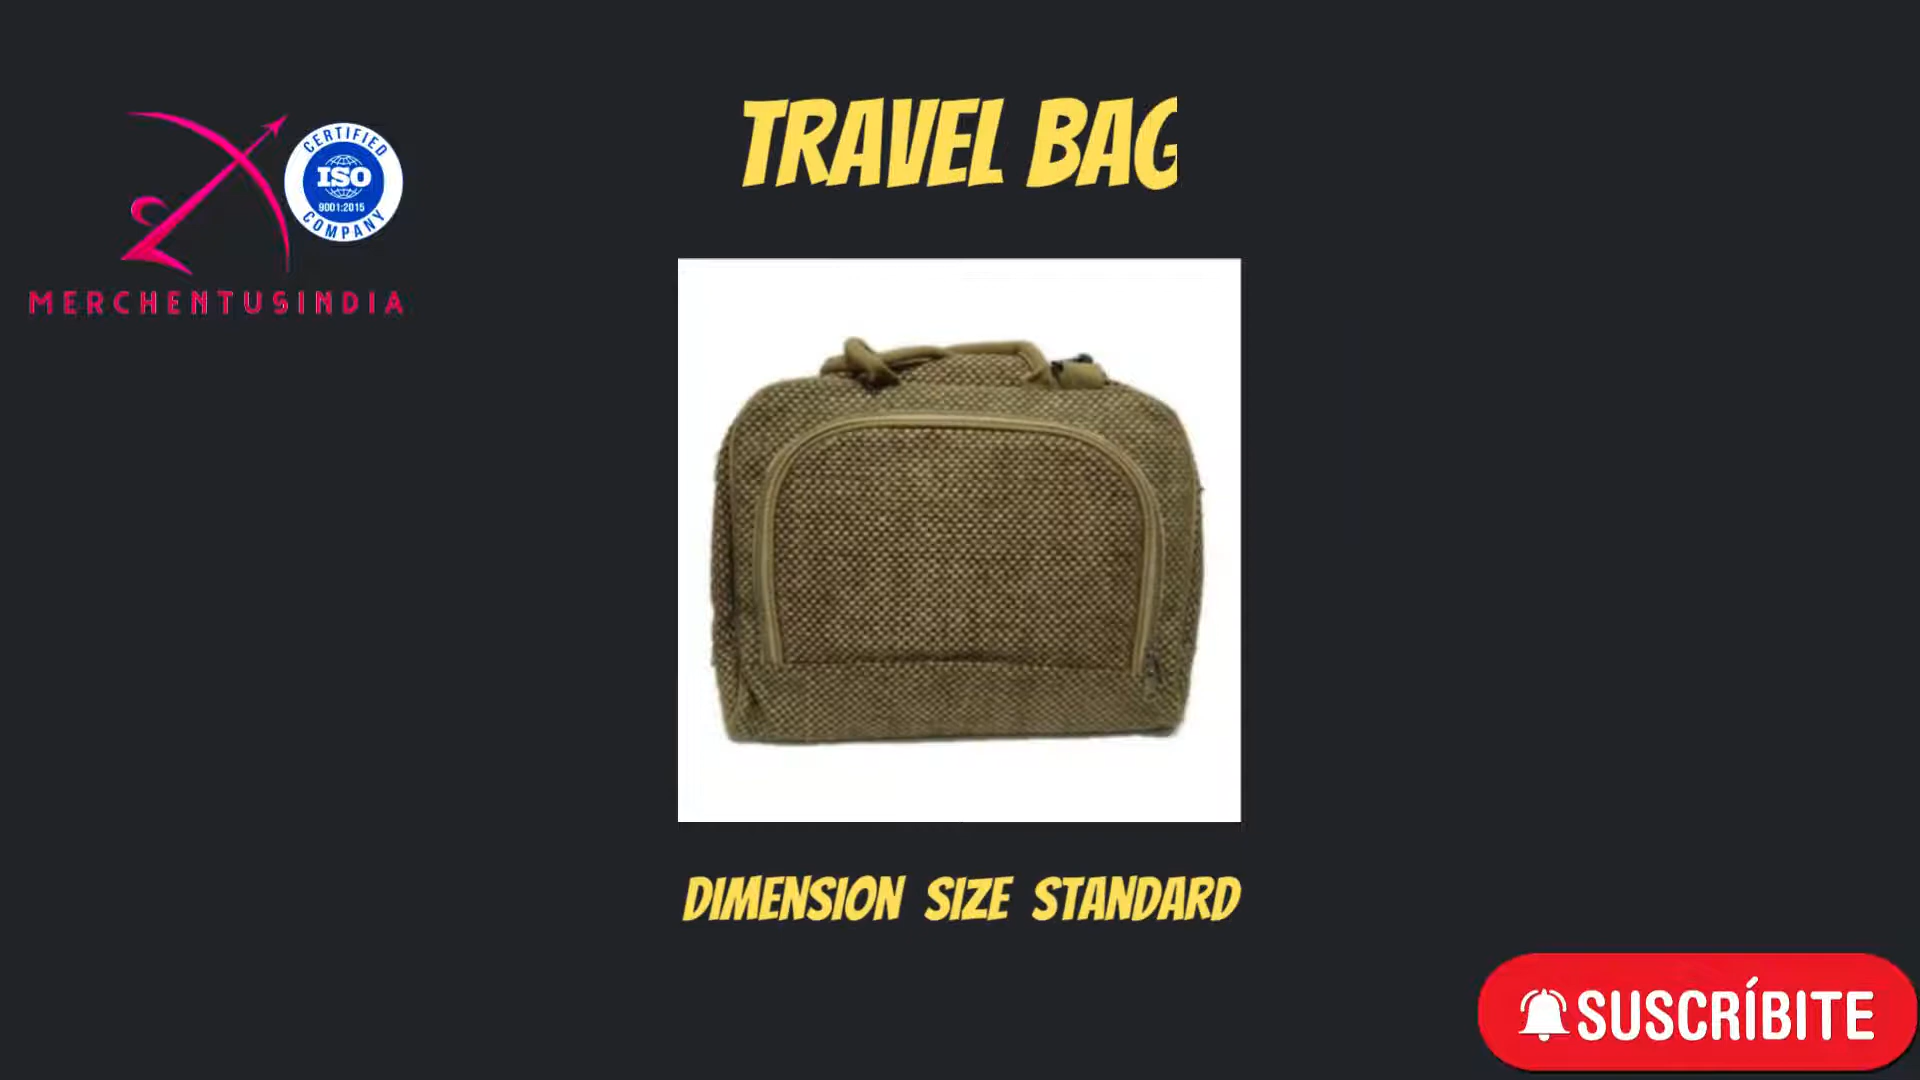 TRAVEL BAG
CERTIFIED
ISO
9001:2015
COMPANY
MERCHENTUSINDIA
DIMENSION SIZE STANDARD
SUSCRÍBITE